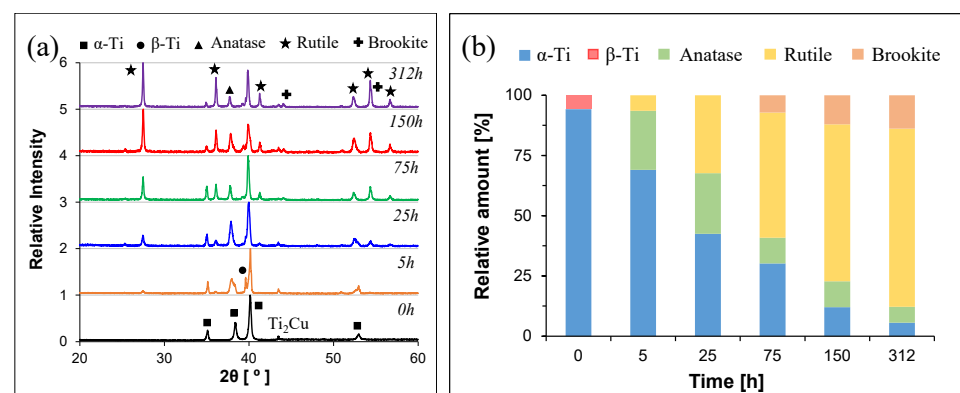 (a)
α-Ti β-Ti Anatase Rutile Brookite
6
312h
5
150h
4
75h
3
25h
2
5h
1
0h
Ti₂Cu
0
20 30 40 50 60
2θ [ ° ]
Relative Intensity
(b)
α-Ti β-Ti Anatase Rutile Brookite
100
75
50
25
0
0 5 25 75 150 312
Time [h]
Relative amount [%]